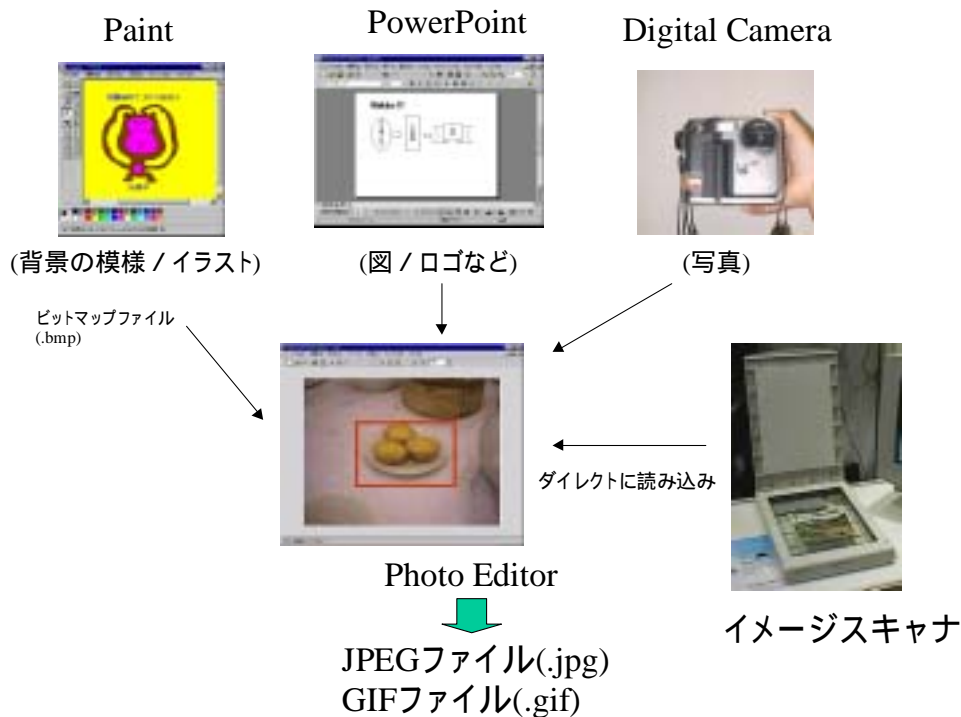 Paint
PowerPoint
Digital Camera
(背景の模様 / イラスト)
(図 / ロゴなど)
(写真)
ビットマップファイル
(.bmp)
ダイレクトに読み込み
Photo Editor
イメージスキャナ
JPEGファイル(.jpg)
GIFファイル(.gif)